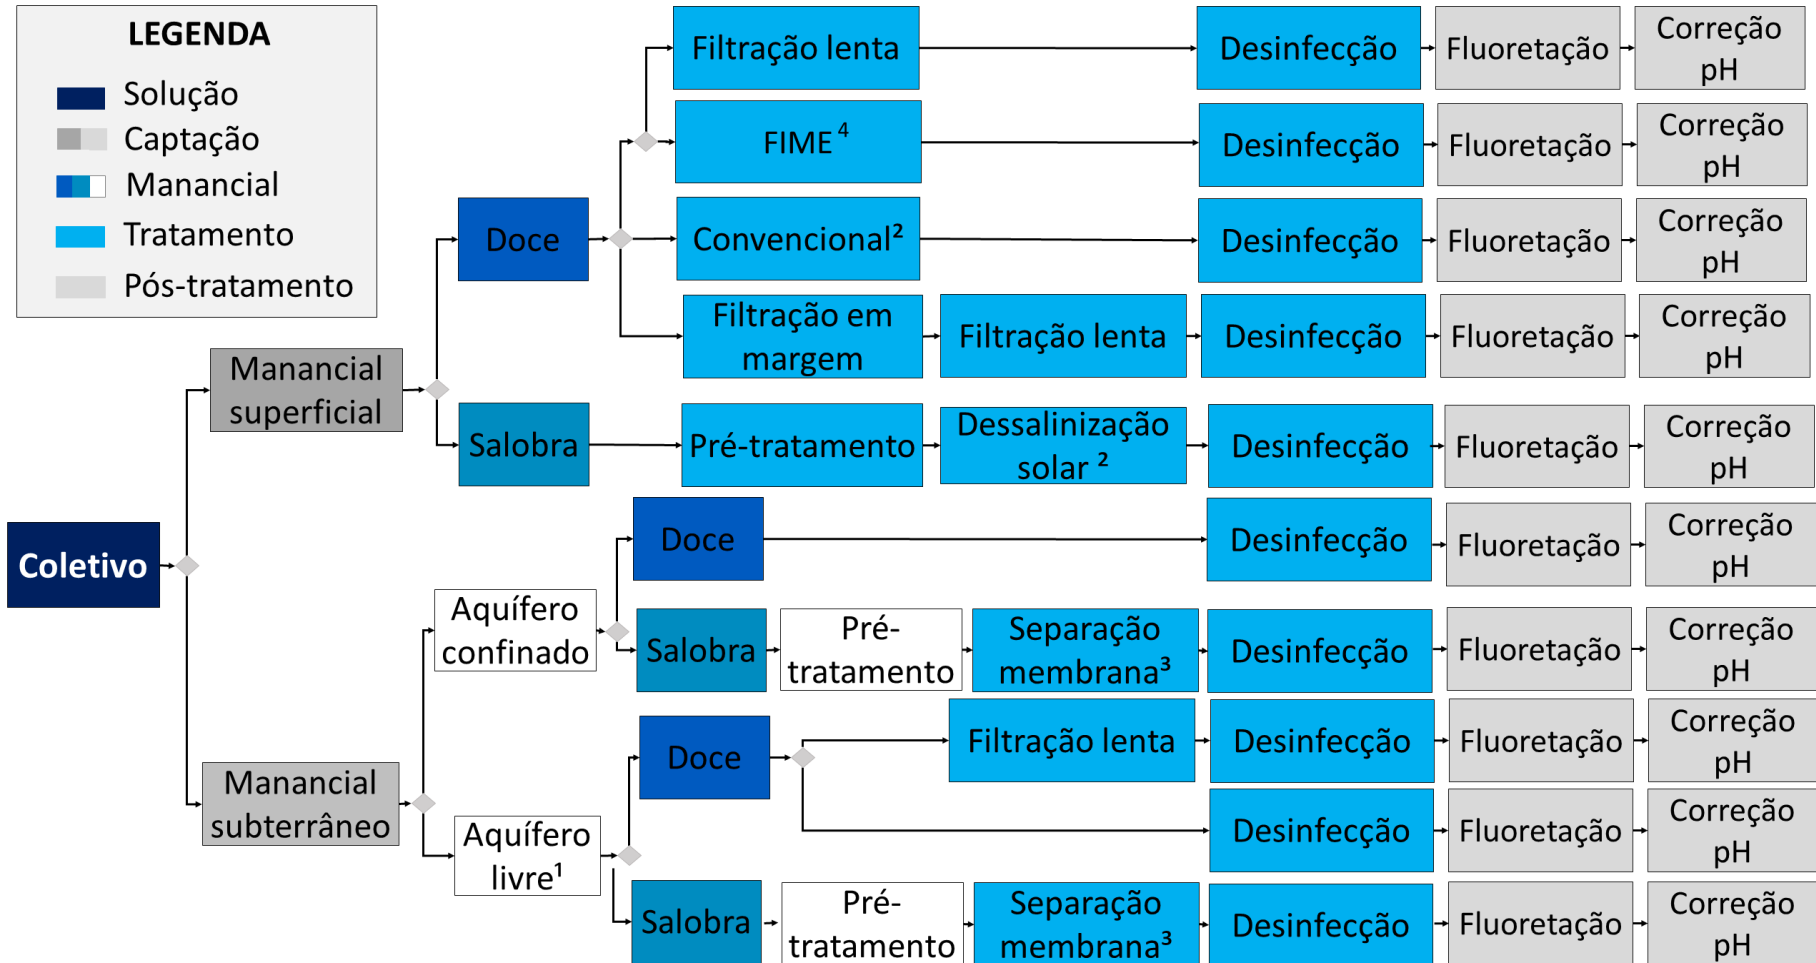 LEGENDA
Solução
Captação
Manancial
Tratamento
Pós-tratamento
Filtração lenta
Desinfecção
Fluoretação
Correção
pH
FIME 4
Desinfecção
Fluoretação
Correção
pH
Doce
Convencional²
Desinfecção
Fluoretação
Correção
pH
Filtração em
margem
Filtração lenta
Desinfecção
Fluoretação
Correção
pH
Manancial
superficial
Salobra
Pré-tratamento
Dessalinização
solar ²
Desinfecção
Fluoretação
Correção
pH
Coletivo
Doce
Desinfecção
Fluoretação
Correção
pH
Aquífero
confinado
Salobra
Pré-
tratamento
Separação
membrana³
Desinfecção
Fluoretação
Correção
pH
Doce
Filtração lenta
Desinfecção
Fluoretação
Correção
pH
Manancial
subterrâneo
Aquífero
livre¹
Desinfecção
Fluoretação
Correção
pH
Salobra
Pré-
tratamento
Separação
membrana³
Desinfecção
Fluoretação
Correção
pH